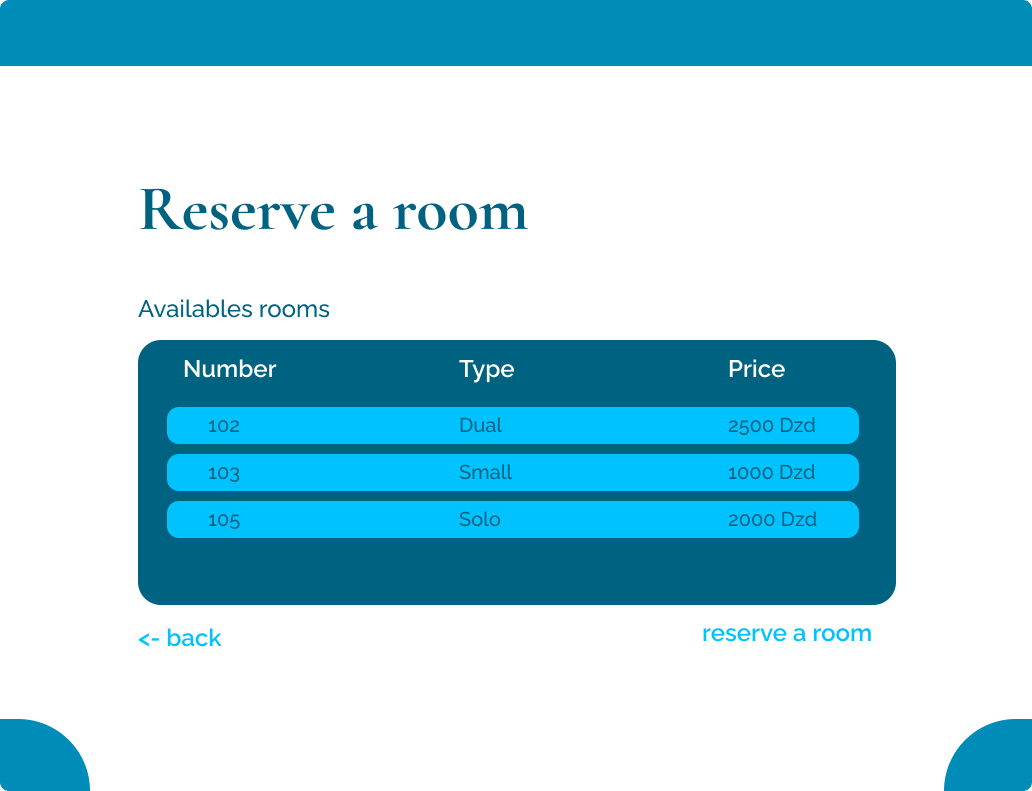 Reserve a room
Availables rooms
Number Type Price
102 Dual 2500 Dzd
103 Small 1000 Dzd
105 Solo 2000 Dzd
<- back reserve a room